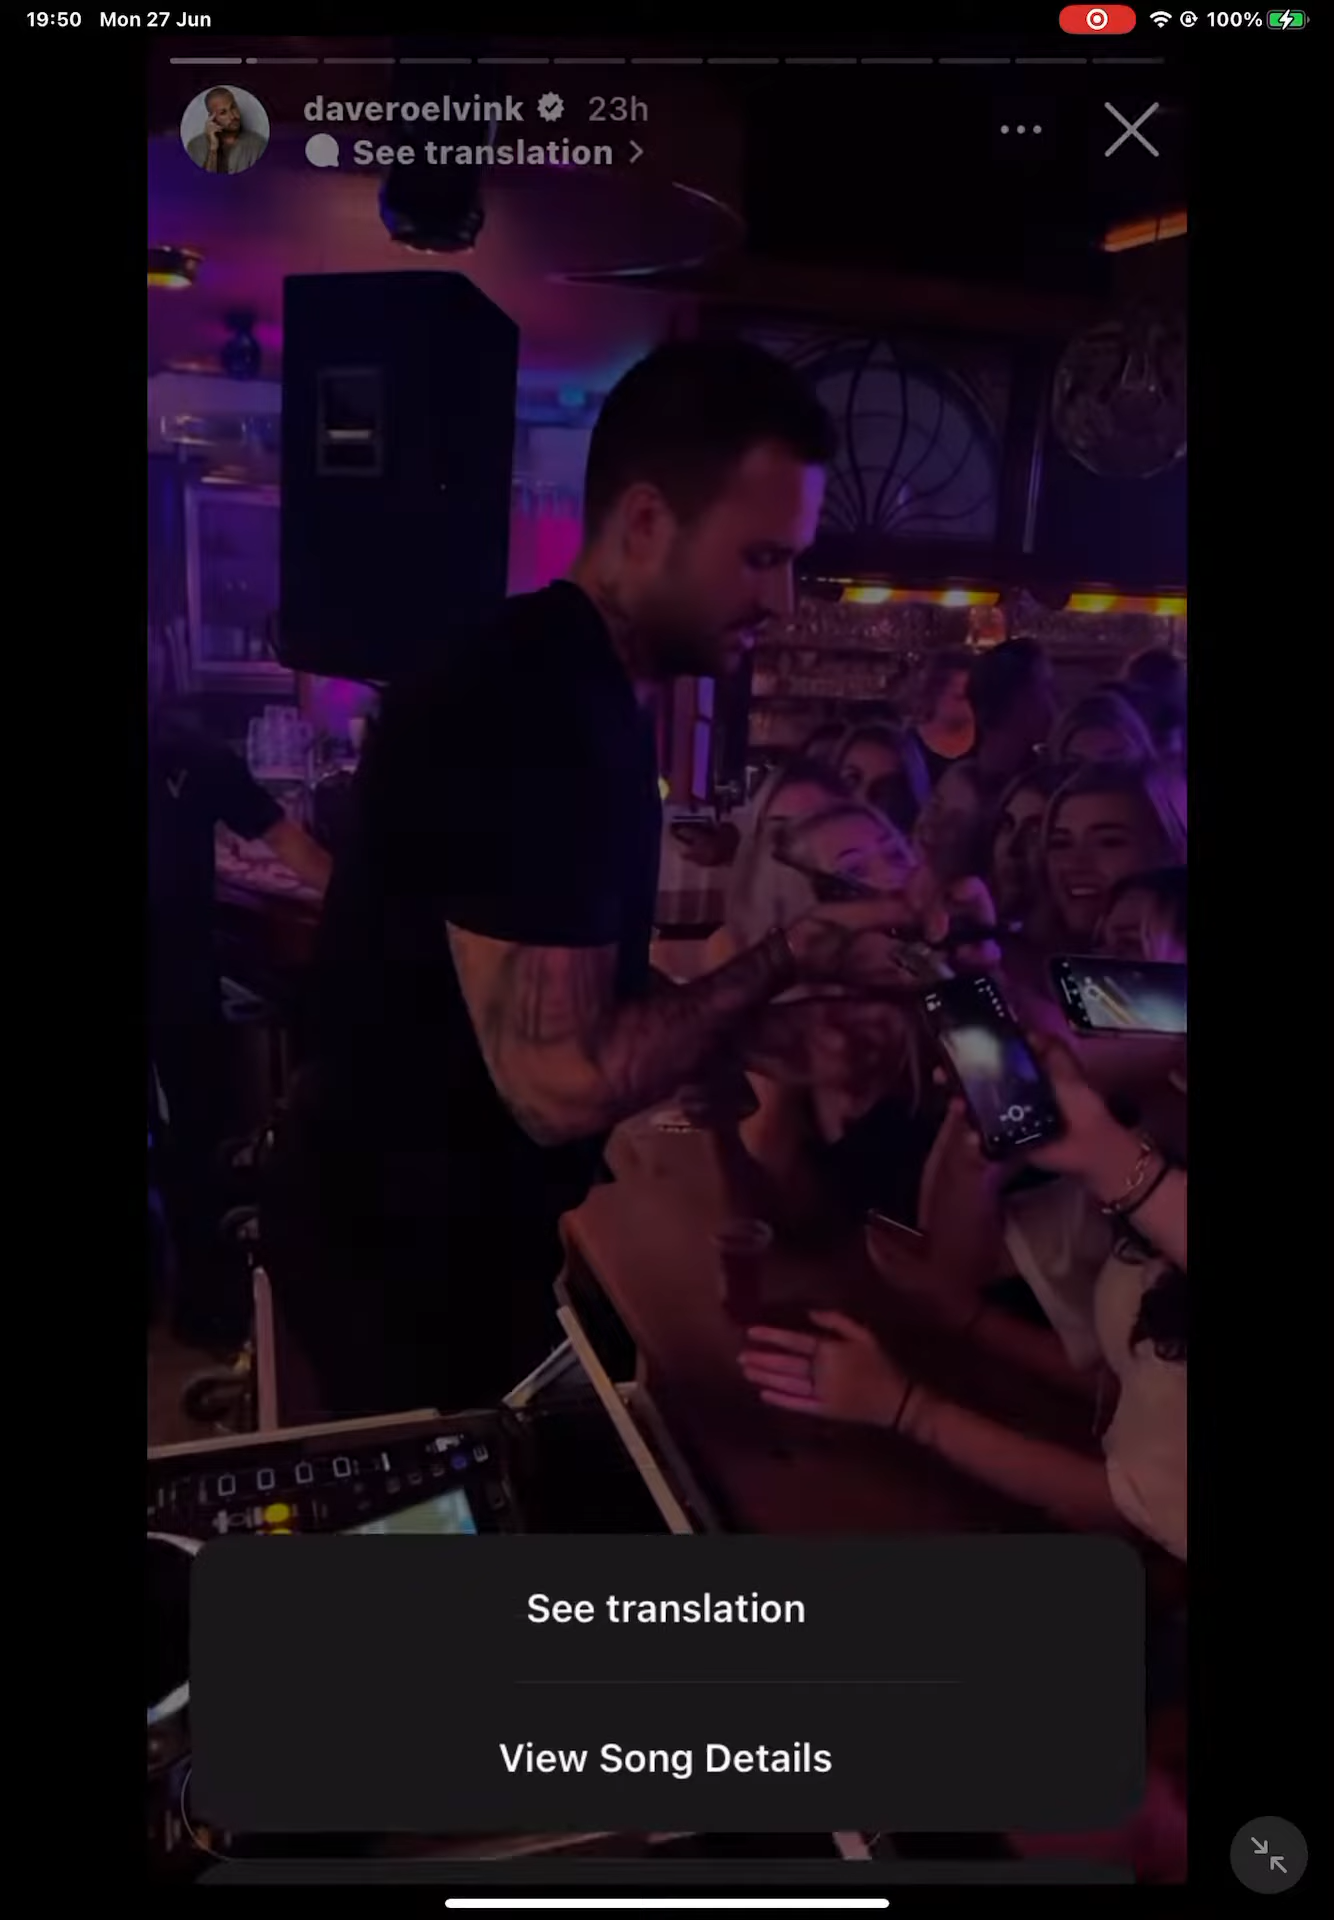 19:50 Mon 27 Jun
100%
daveroelvink 23h
See translation >
See translation
View Song Details